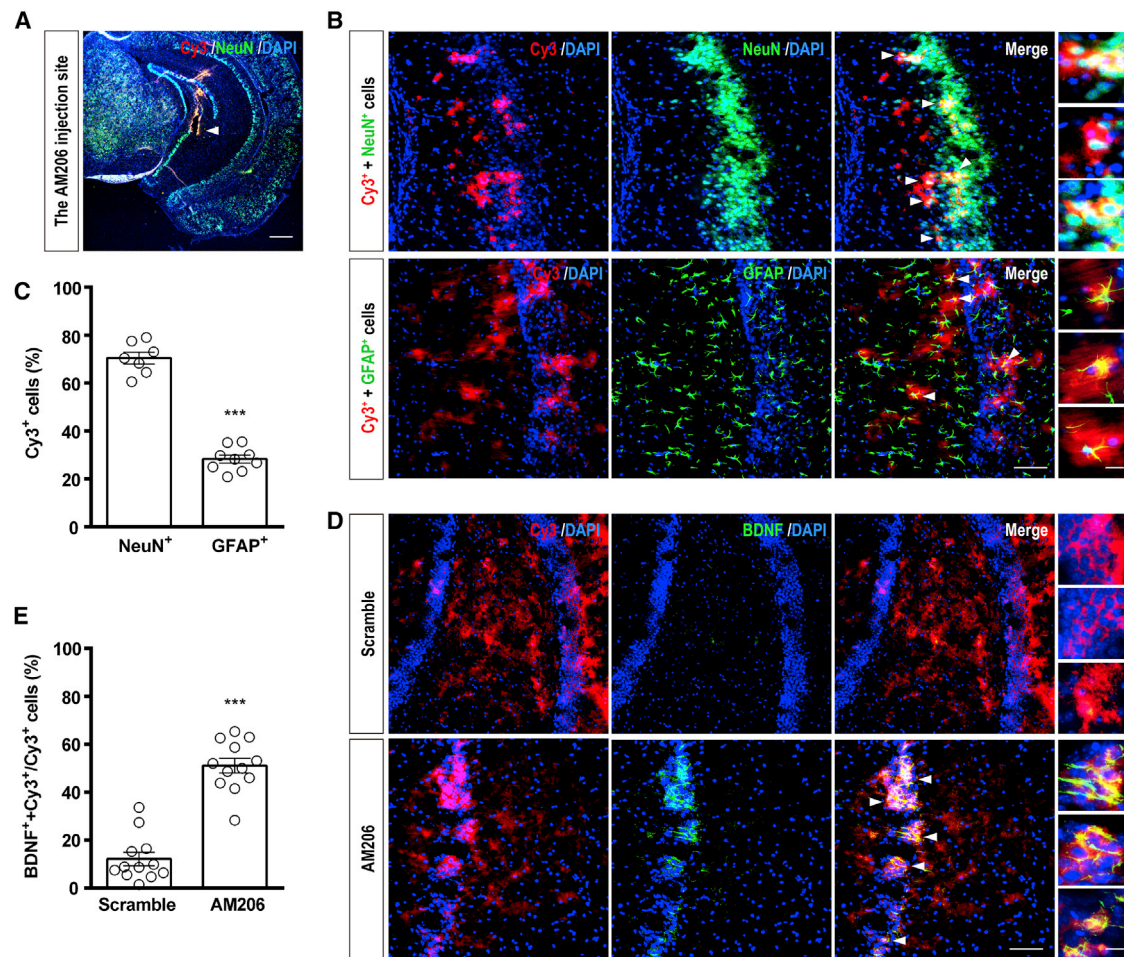 A
The AM206 injection site
Cy3 /NeuN /DAPI
B
Cy3⁺ + NeuN⁺ cells
Cy3 /DAPI
NeuN /DAPI
Merge
Cy3⁺ + GFAP⁺ cells
Cy3 /DAPI
GFAP /DAPI
Merge
C
Cy3⁺ cells (%)
100
80
60
40
20
0
***
NeuN⁺
GFAP⁺
D
Scramble
Cy3 /DAPI
BDNF /DAPI
Merge
AM206
E
BDNF⁺+Cy3⁺/Cy3⁺ cells (%)
100
80
60
40
20
0
***
Scramble
AM206